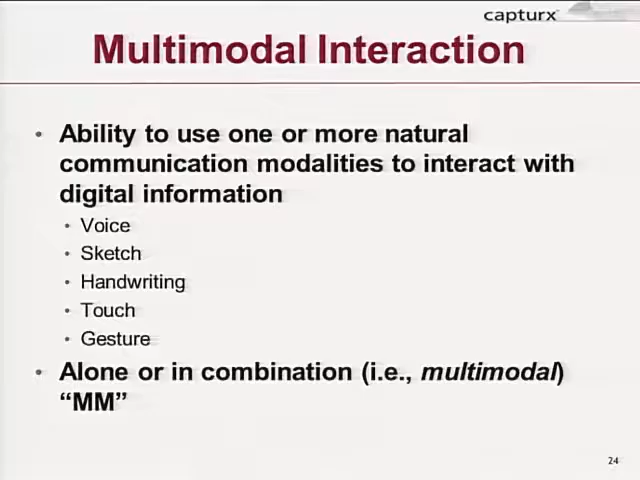 capturx
Multimodal Interaction
• Ability to use one or more natural
communication modalities to interact with
digital information
• Voice
• Sketch
• Handwriting
• Touch
• Gesture
• Alone or in combination (i.e., multimodal)
“MM”
24